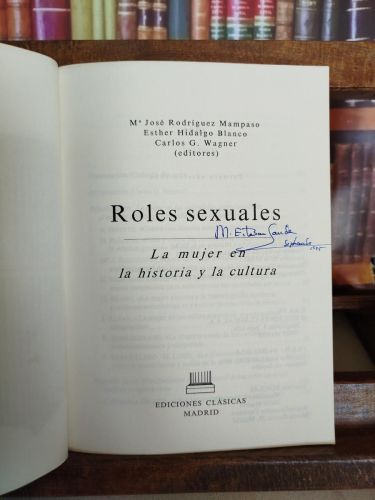 Mª José Rodríguez Mampaso
Esther Hidalgo Blanco
Carlos G. Wagner
(editores)
Roles sexuales
M. Esteban
La mujer en
la historia y la cultura
EDICIONES CLÁSICAS
MADRID